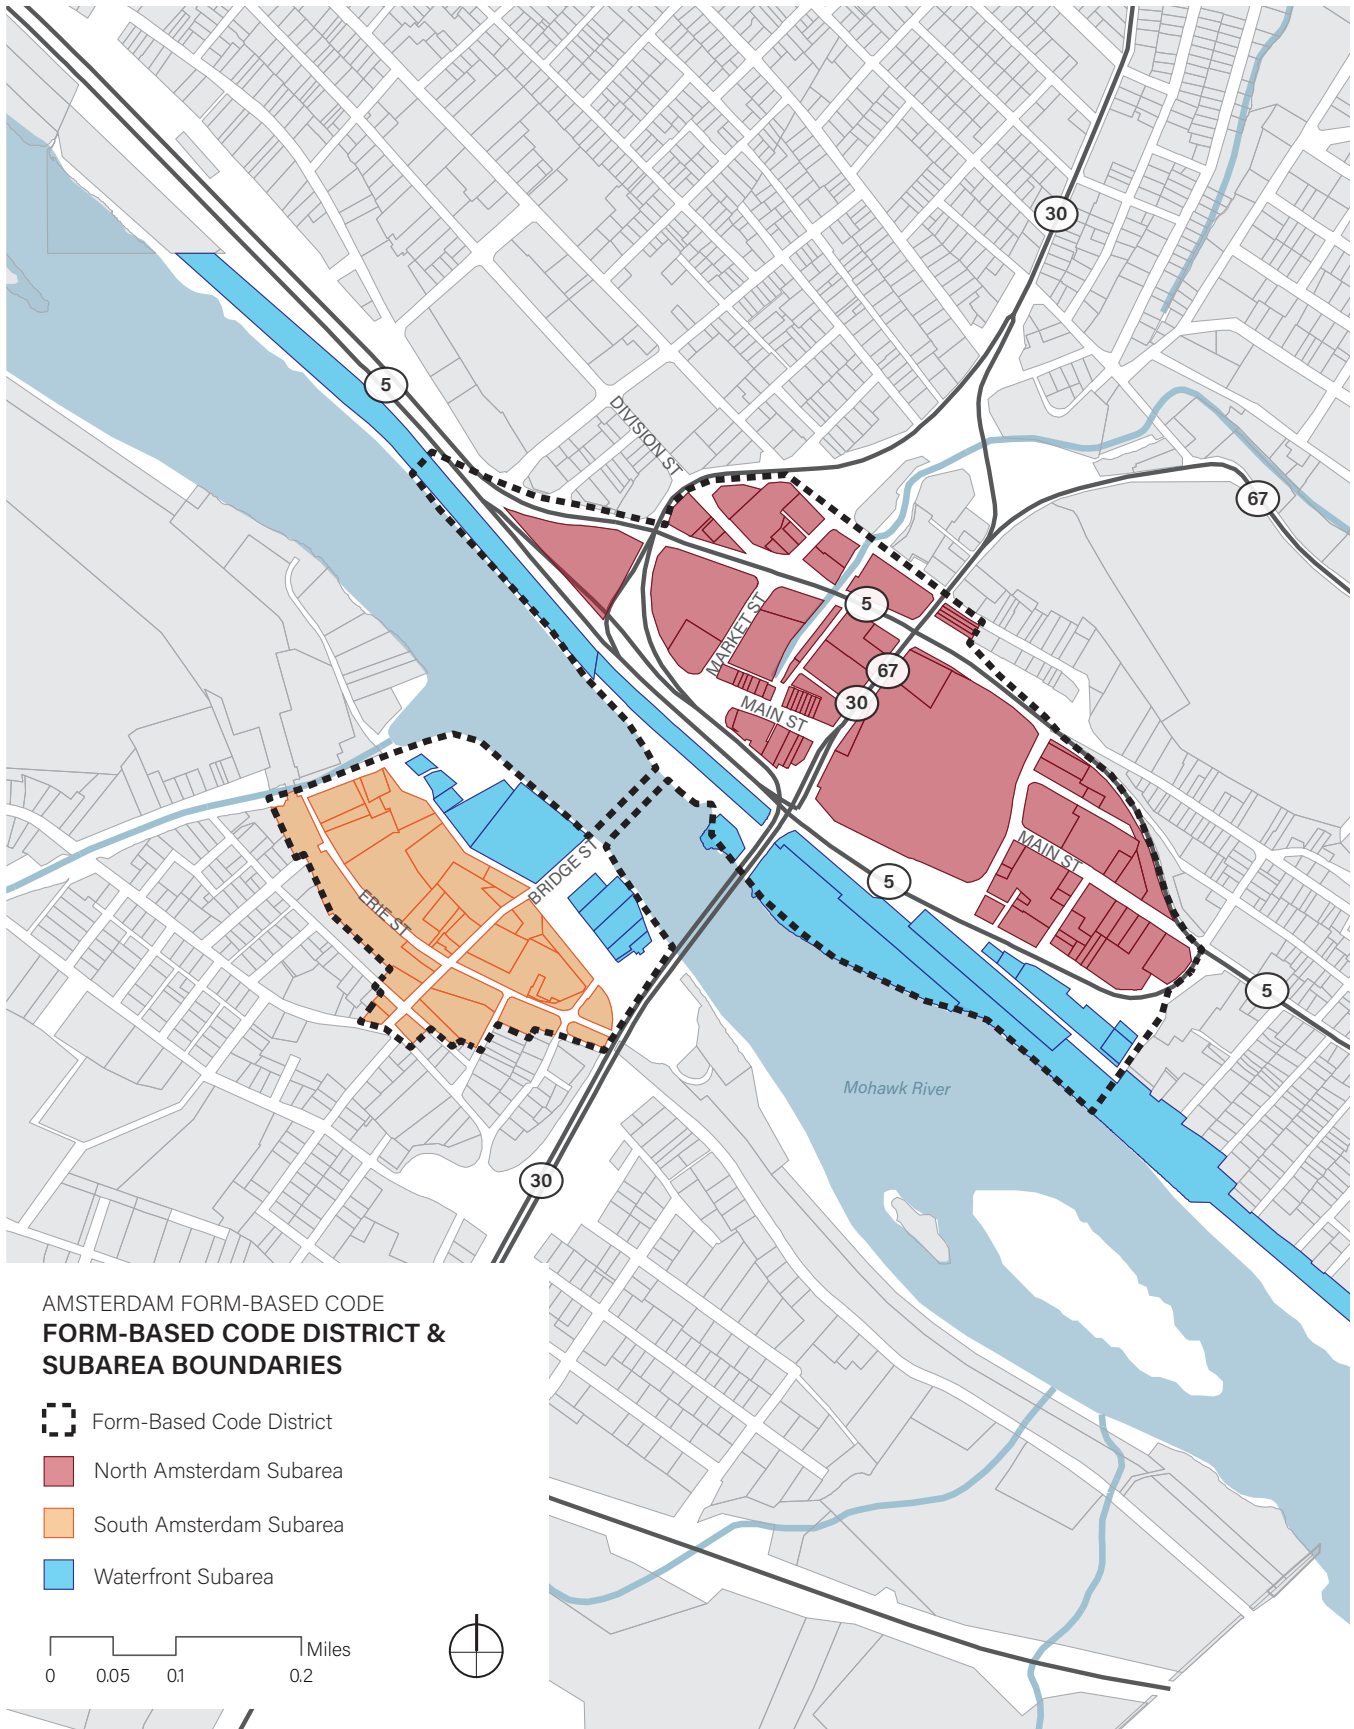 30
5
DIVISION ST
67
5
MARKET ST
67
30
MAIN ST
MAIN ST
BRIDGE ST
5
ERIE ST
5
Mohawk River
30
AMSTERDAM FORM-BASED CODE
FORM-BASED CODE DISTRICT &
SUBAREA BOUNDARIES
Form-Based Code District
North Amsterdam Subarea
South Amsterdam Subarea
Waterfront Subarea
Miles
0 0.05 0.1 0.2